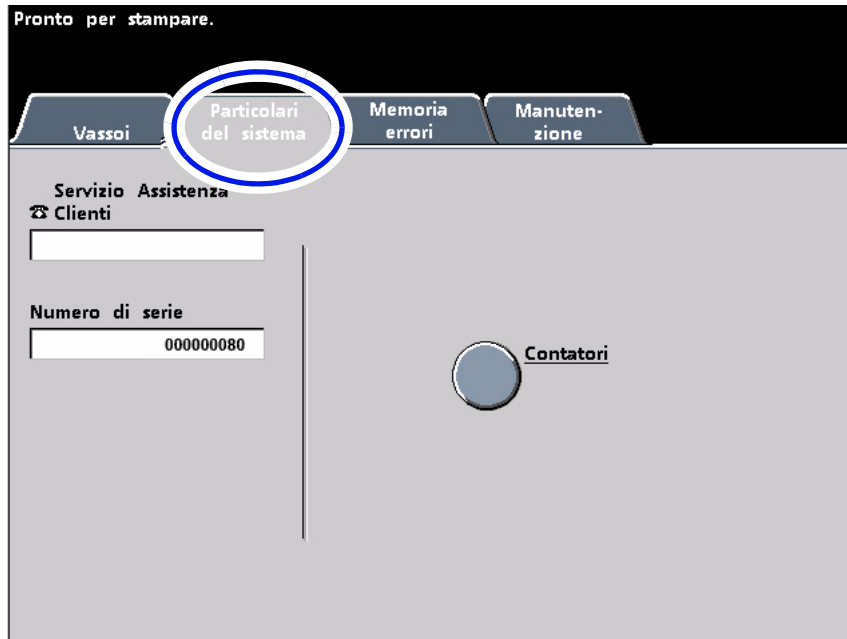 Pronto per stampare.
Vassoi
Particolari
del sistema
Memoria
errori
Manuten-
zione
Servizio Assistenza
☎ Clienti
Numero di serie
000000080
Contatori